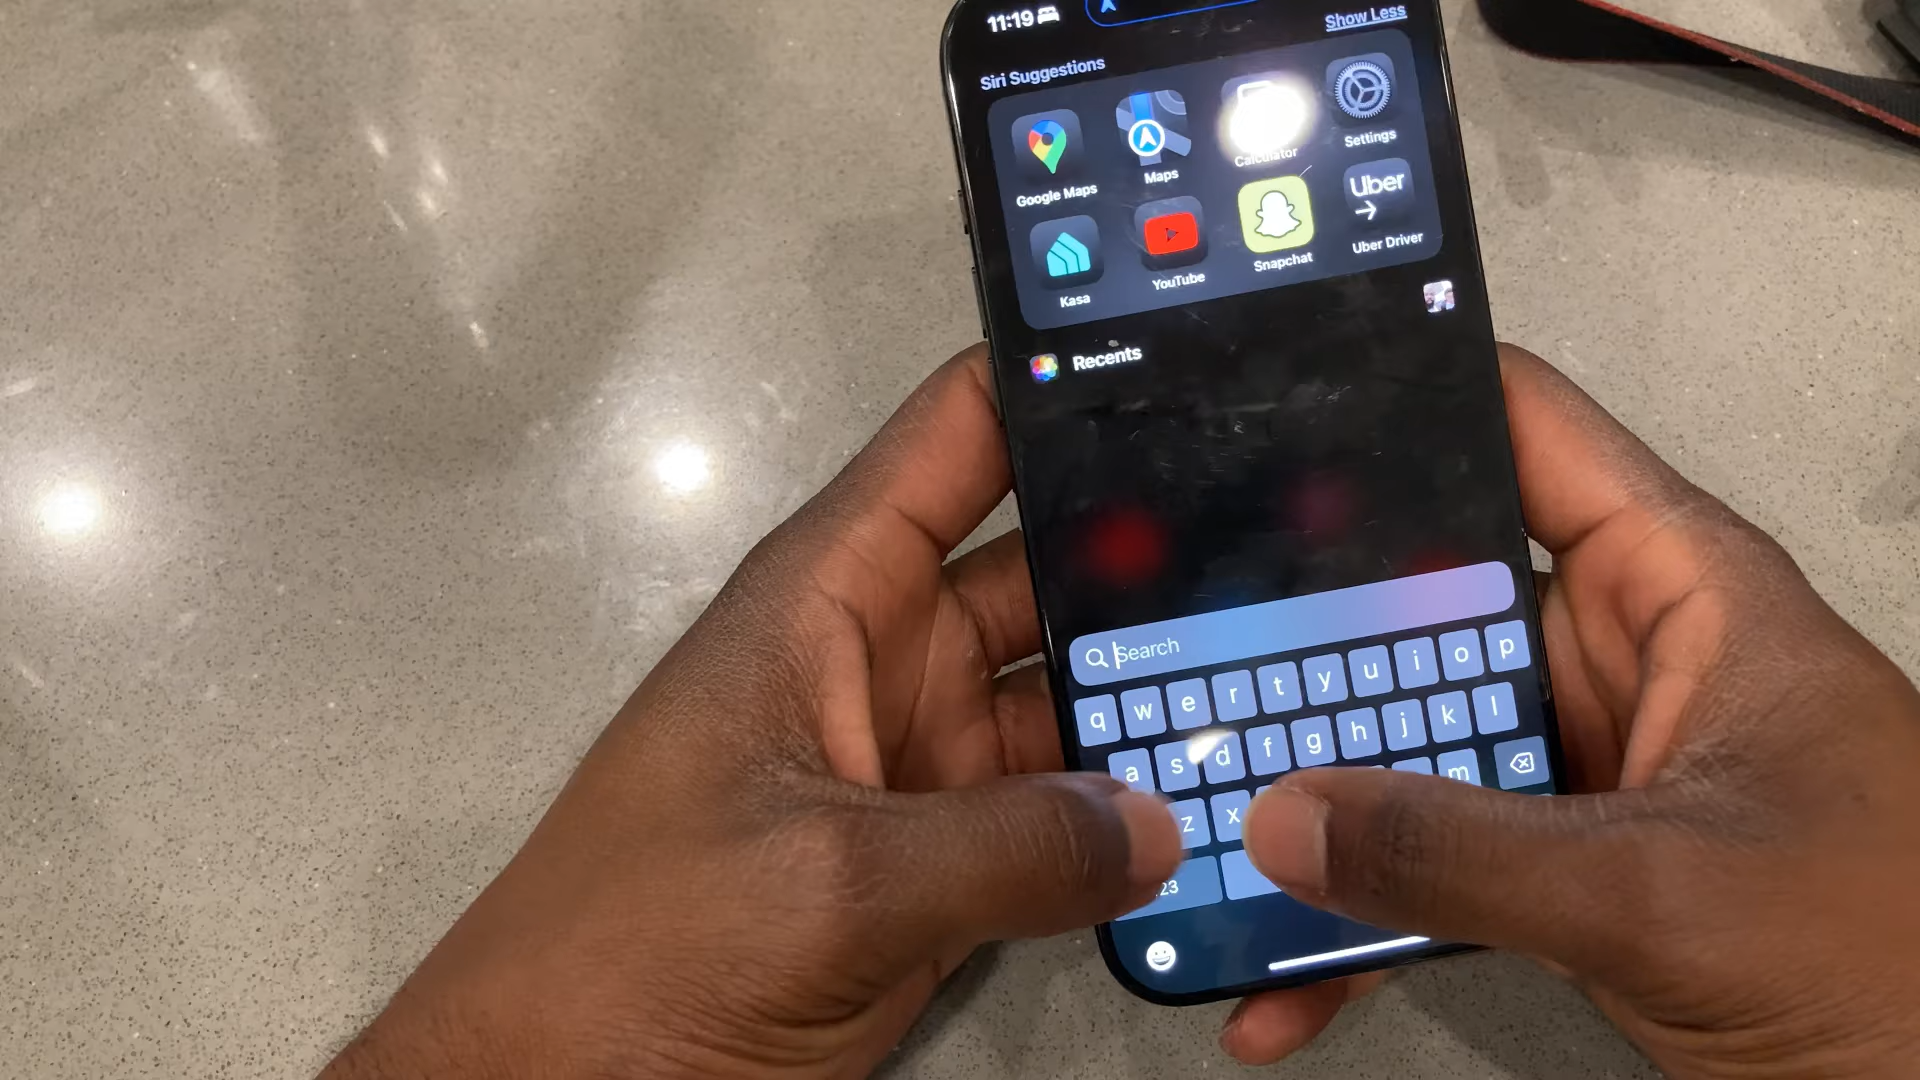 11:19
Show Less
Siri Suggestions
Google Maps
Maps
Calculator
Settings
Kasa
YouTube
Snapchat
Uber
Uber Driver
Recents
Search
q w e r t y u i o p
a s d f g h j k l
z x m
23